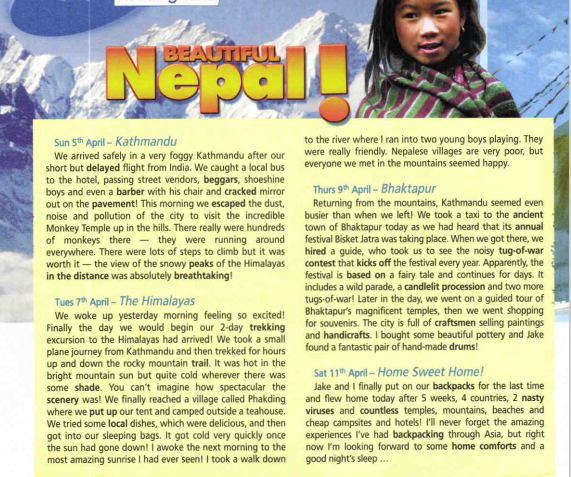 BEAUTIFUL
Nepal!
Sun 5th April – Kathmandu
We arrived safely in a very foggy Kathmandu after our
short but delayed flight from India. We caught a local bus
to the hotel, passing street vendors, beggars, shoeshine
boys and even a barber with his chair and cracked mirror
out on the pavement! This morning we escaped the dust,
noise and pollution of the city to visit the incredible
Monkey Temple up in the hills. There really were hundreds
of monkeys there — they were running around
everywhere. There were lots of steps to climb but it was
worth it — the view of the snowy peaks of the Himalayas
in the distance was absolutely breathtaking!
Tues 7th April – The Himalayas
We woke up yesterday morning feeling so excited!
Finally the day we would begin our 2-day trekking
excursion to the Himalayas had arrived! We took a small
plane journey from Kathmandu and then trekked for hours
up and down the rocky mountain trail. It was hot in the
bright mountain sun but quite cold wherever there was
some shade. You can't imagine how spectacular the
scenery was! We finally reached a village called Phakding
where we put up our tent and camped outside a teahouse.
We tried some local dishes, which were delicious, and then
got into our sleeping bags. It got cold very quickly once
the sun had gone down! I awoke the next morning to the
most amazing sunrise I had ever seen! I took a walk down
to the river where I ran into two young boys playing. They
were really friendly. Nepalese villages are very poor, but
everyone we met in the mountains seemed happy.
Thurs 9th April – Bhaktapur
Returning from the mountains, Kathmandu seemed even
busier than when we left! We took a taxi to the ancient
town of Bhaktapur today as we had heard that its annual
festival Bisket Jatra was taking place. When we got there, we
hired a guide, who took us to see the noisy tug-of-war
contest that kicks off the festival every year. Apparently, the
festival is based on a fairy tale and continues for days. It
includes a wild parade, a candlelit procession and two more
tugs-of-war! Later in the day, we went on a guided tour of
Bhaktapur's magnificent temples, then we went shopping
for souvenirs. The city is full of craftsmen selling paintings
and handicrafts. I bought some beautiful pottery and Jake
found a fantastic pair of hand-made drums!
Sat 11th April – Home Sweet Home!
Jake and I finally put on our backpacks for the last time
and flew home today after 5 weeks, 4 countries, 2 nasty
viruses and countless temples, mountains, beaches and
cheap campsites and hotels! I'll never forget the amazing
experiences I've had backpacking through Asia, but right
now I'm looking forward to some home comforts and a
good night's sleep ...